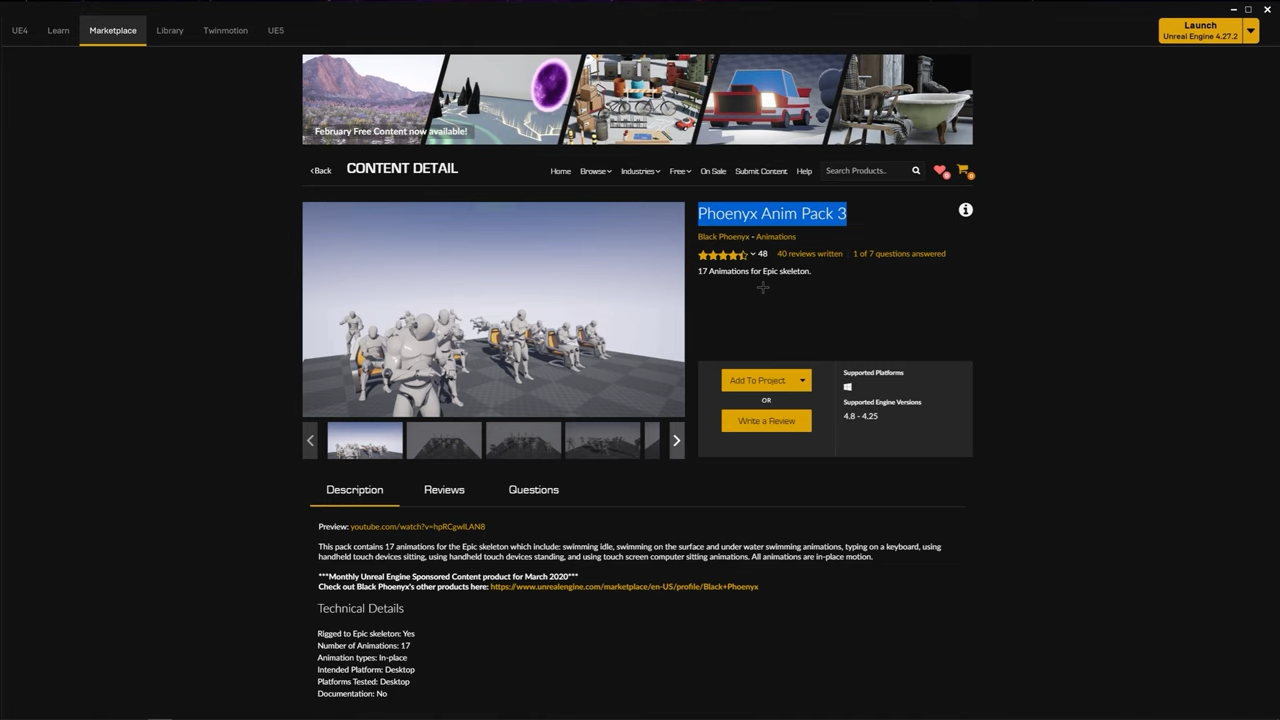 UE4
Learn
Marketplace
Library
Twinmotion
UE5
Launch
Unreal Engine 4.27.2
February Free Content now available!
<Back
CONTENT DETAIL
Home
Browse
Industries
Free
On Sale
Submit Content
Help
Search Products..
0
0
Phoenyx Anim Pack 3
Black Phoenyx - Animations
48
40 reviews written
1 of 7 questions answered
17 Animations for Epic skeleton.
Add To Project
OR
Write a Review
Supported Platforms
Supported Engine Versions
4.8 - 4.25
Description
Reviews
Questions
Preview: youtube.com/watch?v=hpRCgwlLAN8
This pack contains 17 animations for the Epic skeleton which include: swimming idle, swimming on the surface and under water swimming animations, typing on a keyboard, using
handheld touch devices sitting, using handheld touch devices standing, and using touch screen computer sitting animations. All animations are in-place motion.
***Monthly Unreal Engine Sponsored Content product for March 2020***
Check out Black Phoenyx's other products here: https://www.unrealengine.com/marketplace/en-US/profile/Black+Phoenyx
Technical Details
Rigged to Epic skeleton: Yes
Number of Animations: 17
Animation types: In-place
Intended Platform: Desktop
Platforms Tested: Desktop
Documentation: No